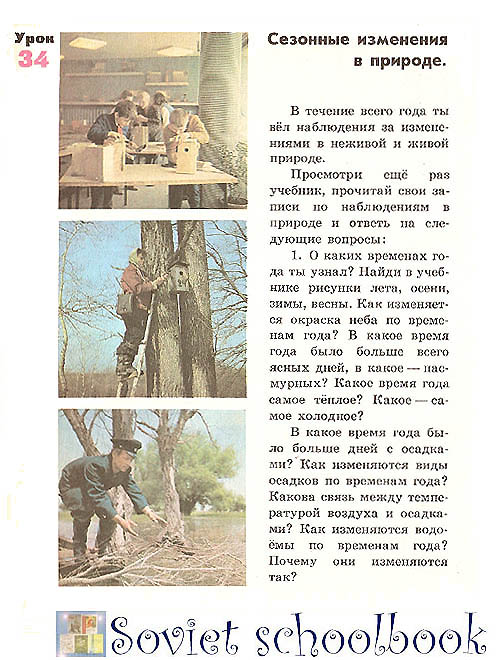 Урок
34
Сезонные изменения
в природе.
В течение всего года ты
вёл наблюдения за измене-
ниями в неживой и живой
природе.
Просмотри ещё раз
учебник, прочитай свои за-
писи по наблюдениям в
природе и ответь на сле-
дующие вопросы:
1. О каких временах го-
да ты узнал? Найди в учеб-
нике рисунки лета, осени,
зимы, весны. Как изменяет-
ся окраска неба по време-
нам года? В какое время
года было больше всего
ясных дней, в какое — пас-
мурных? Какое время года
самое тёплое? Какое — са-
мое холодное?
В какое время года бы-
ло больше дней с осадка-
ми? Как изменяются виды
осадков по временам года?
Какова связь между темпе-
ратурой воздуха и осадка-
ми? Как изменяются водо-
ёмы по временам года?
Почему они изменяются
так?
Soviet schoolbook